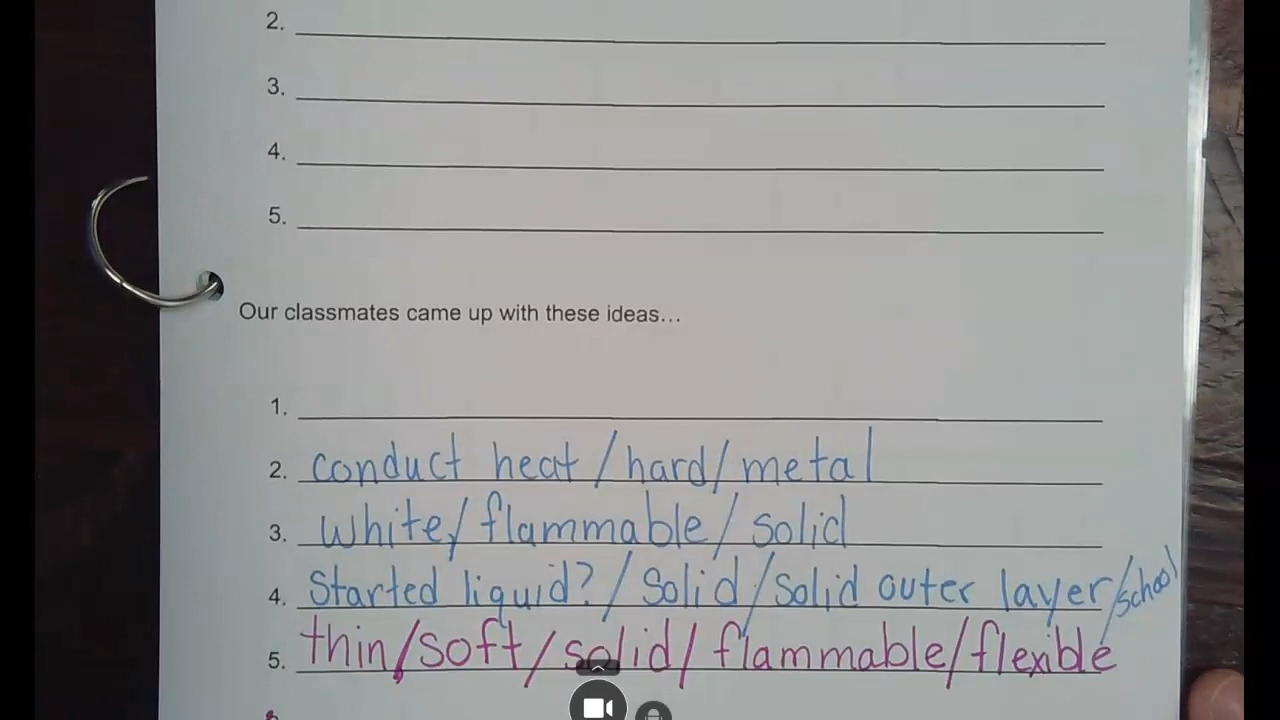 2.
3.
4.
5.
Our classmates came up with these ideas...
1.
2. conduct heat / hard / metal
3. white / flammable / solid
4. Started liquid? / Solid / Solid outer layer / school
5. thin / soft / solid / flammable / flexible